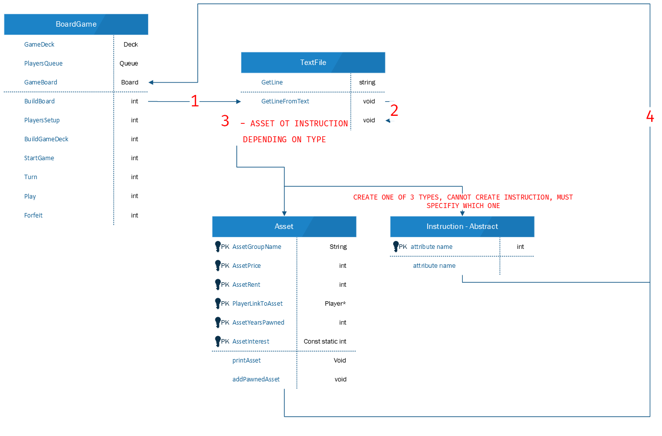 BoardGame
GameDeck Deck
PlayersQueue Queue
GameBoard Board
BuildBoard int
PlayersSetup int
BuildGameDeck int
StartGame int
Turn int
Play int
Forfeit int
1
TextFile
GetLine string
GetLineFromText void
void
2
3 - ASSET OT INSTRUCTION
DEPENDING ON TYPE
4
CREATE ONE OF 3 TYPES, CANNOT CREATE INSTRUCTION, MUST
SPECIFIY WHICH ONE
Asset
PK AssetGroupName String
PK AssetPrice int
PK AssetRent int
PK PlayerLinkToAsset Player*
PK AssetYearsPawned int
PK AssetInterest Const static int
printAsset Void
addPawnedAsset void
Instruction - Abstract
PK attribute name int
attribute name